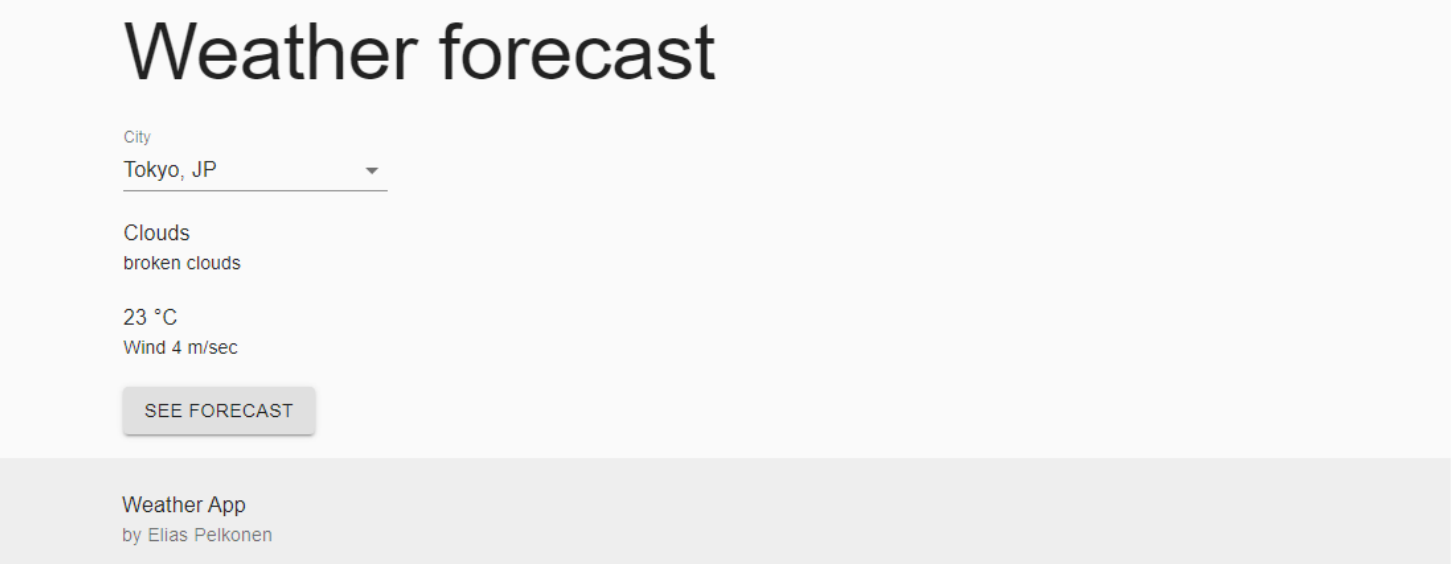 Weather forecast
City
Tokyo, JP
Clouds
broken clouds
23 °C
Wind 4 m/sec
SEE FORECAST
Weather App
by Elias Pelkonen